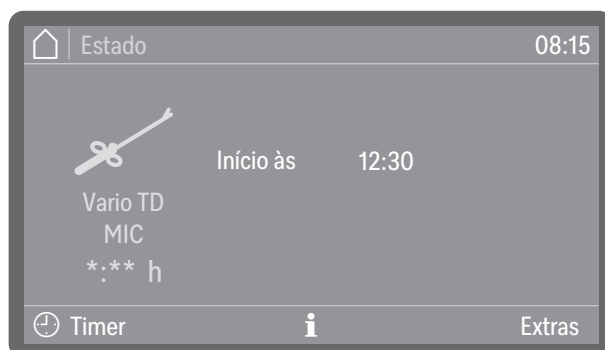 Estado 08:15
Início às 12:30
Vario TD
MIC
*:** h
Timer i Extras